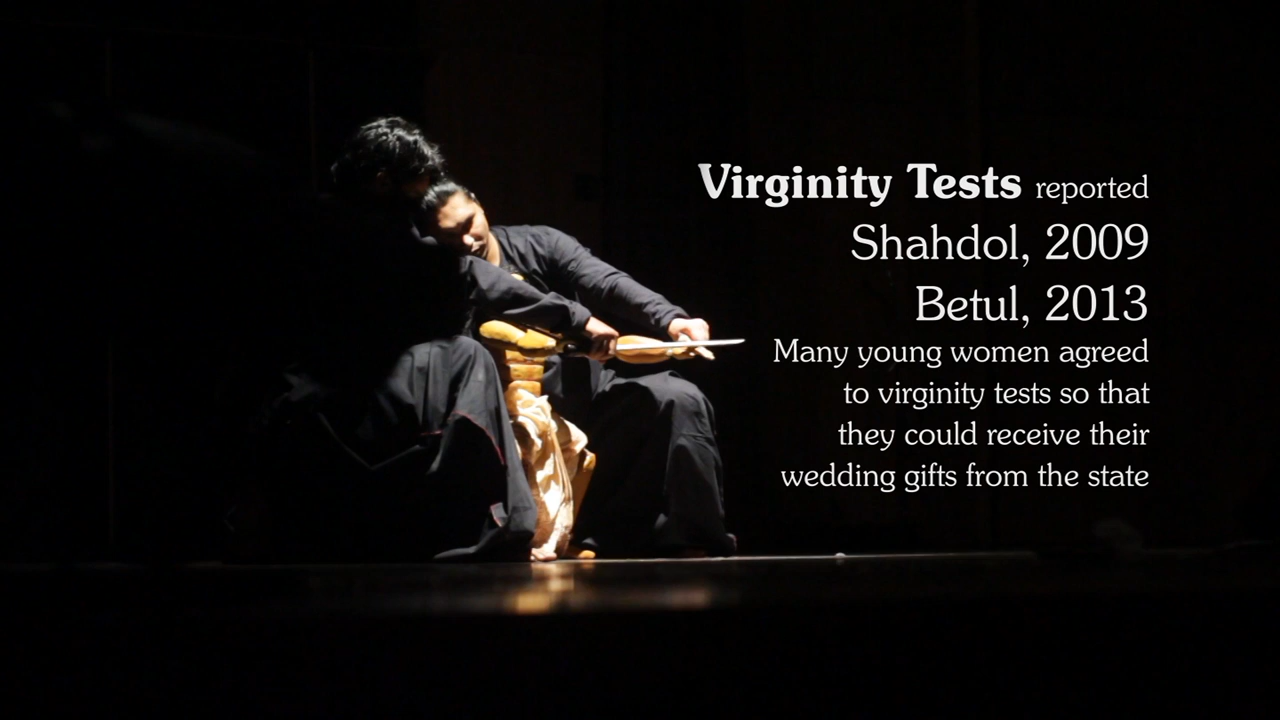 Virginity Tests reported
Shahdol, 2009
Betul, 2013
Many young women agreed
to virginity tests so that
they could receive their
wedding gifts from the state